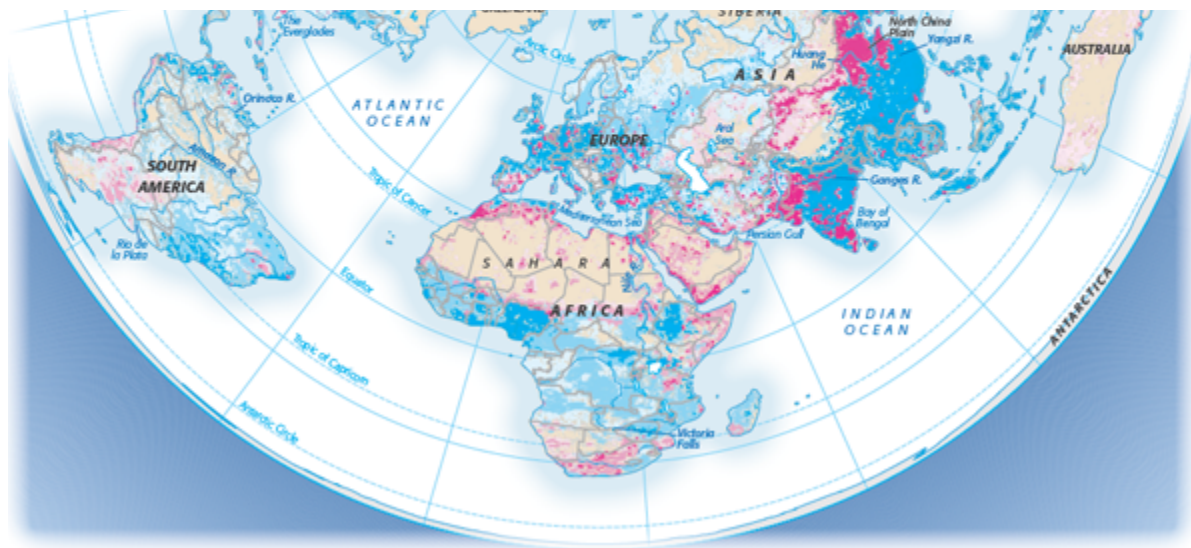 SIBERIA
North China
Plain
The
Everglades
Yangzi R.
AUSTRALIA
Arctic Circle
Huang
He
ASIA
Orinoco R.
ATLANTIC
OCEAN
Aral
Sea
EUROPE
Amazon R.
SOUTH
AMERICA
Ganges R.
Tropic of Cancer
Mediterranean Sea
Bay of
Bengal
Persian Gulf
Rio de
la Plata
SAHARA
Equator
AFRICA
INDIAN
OCEAN
ANTARCTICA
Tropic of Capricorn
Antarctic Circle
Victoria
Falls